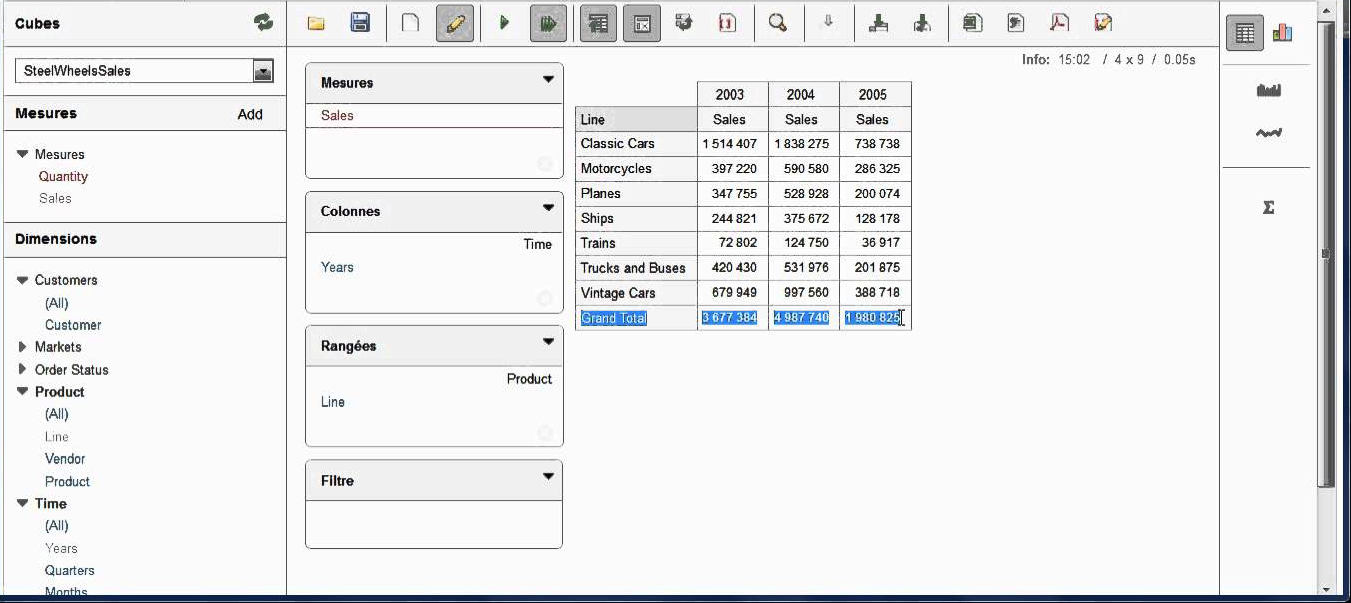 Cubes
SteelWheelsSales
Mesures Add
Mesures
Quantity
Sales
Dimensions
Customers
(All)
Customer
Markets
Order Status
Product
(All)
Line
Vendor
Product
Time
(All)
Years
Quarters
Months
Mesures
Sales
Colonnes
Time
Years
Rangées
Product
Line
Filtre
Info: 15:02 / 4 x 9 / 0.05s
2003 2004 2005
Line Sales Sales Sales
Classic Cars 1 514 407 1 838 275 738 738
Motorcycles 397 220 590 580 286 325
Planes 347 755 528 928 200 074
Ships 244 821 375 672 128 178
Trains 72 802 124 750 36 917
Trucks and Buses 420 430 531 976 201 875
Vintage Cars 679 949 997 560 388 718
Grand Total 3 677 384 4 987 740 1 980 825
Σ